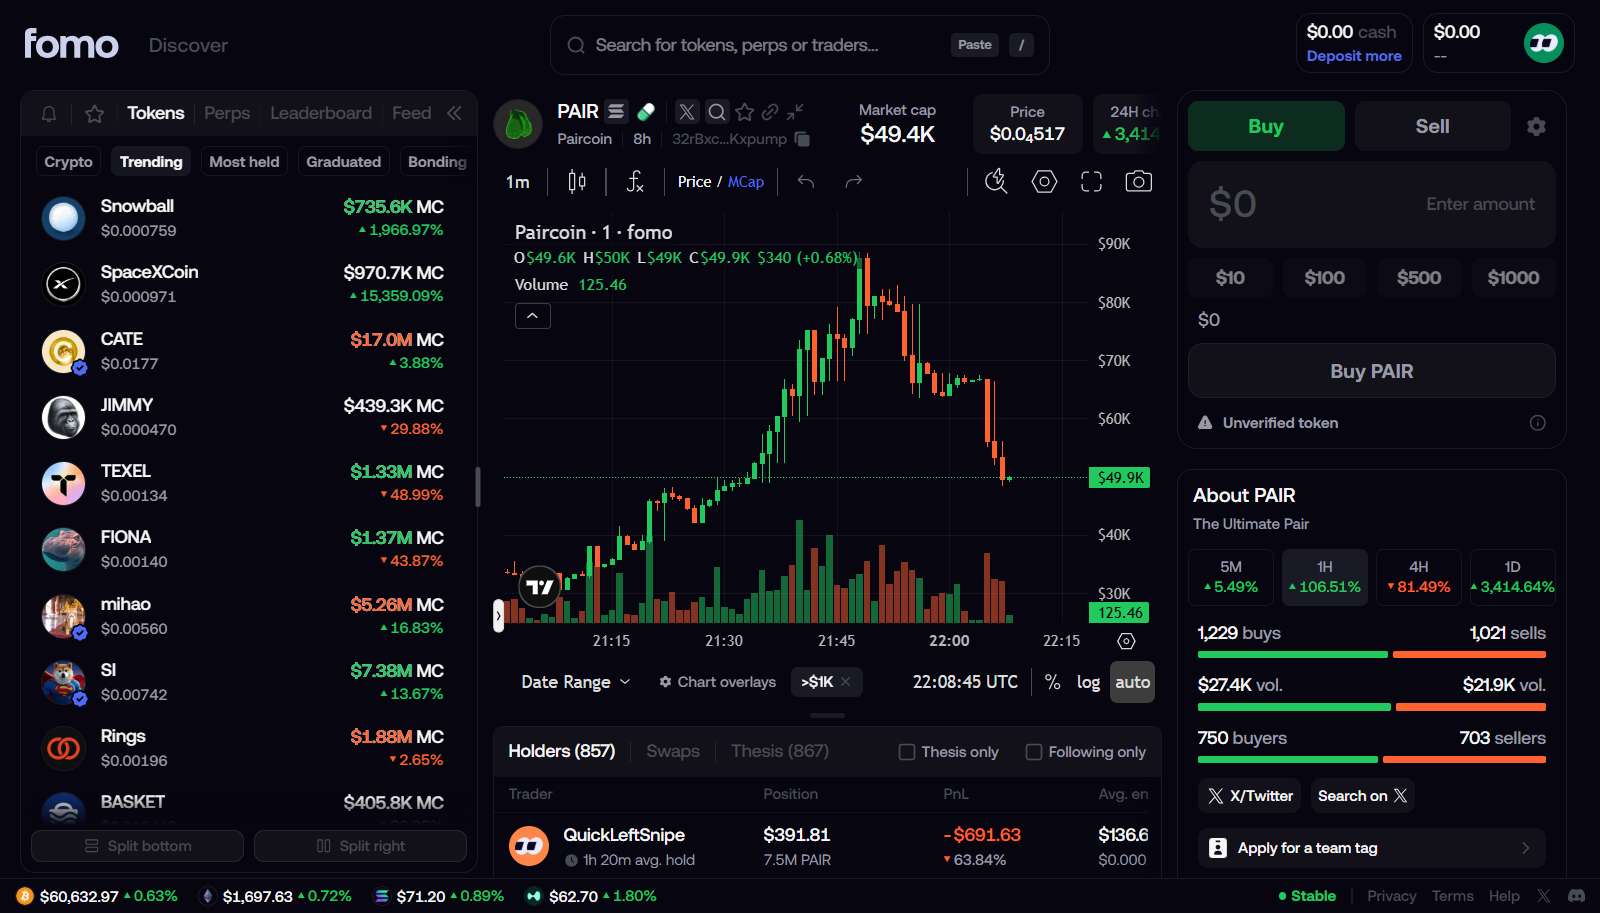 fomo
Discover
Search for tokens, perps or traders...
Paste
/
$0.00 cash
Deposit more
$0.00
--
Tokens
Perps
Leaderboard
Feed
Crypto
Trending
Most held
Graduated
Bonding
Snowball
$735.6K MC
$0.000759
1,966.97%
SpaceXCoin
$970.7K MC
$0.000971
15,359.09%
CATE
$17.0M MC
$0.0177
3.88%
JIMMY
$439.3K MC
$0.000470
29.88%
TEXEL
$1.33M MC
$0.00134
48.99%
FIONA
$1.37M MC
$0.00140
43.87%
mihao
$5.26M MC
$0.00560
16.83%
SI
$7.38M MC
$0.00742
13.67%
Rings
$1.88M MC
$0.00196
2.65%
BASKET
$405.8K MC
Split bottom
Split right
PAIR
Paircoin
8h
32rBxc...Kxpump
Market cap
$49.4K
Price
$0.0₄517
24H ch
3,414
1m
Price / MCap
Paircoin · 1 · fomo
O$49.6K H$50K L$49K C$49.9K $340 (+0.68%)
Volume 125.46
$90K
$80K
$70K
$60K
$49.9K
$40K
$30K
125.46
21:15
21:30
21:45
22:00
22:15
Date Range
Chart overlays
>$1K
22:08:45 UTC
%
log
auto
Holders (857)
Swaps
Thesis (867)
Thesis only
Following only
Trader
Position
PnL
Avg. en
QuickLeftSnipe
$391.81
-$691.63
$136.6
1h 20m avg. hold
7.5M PAIR
63.84%
$0.000
Buy
Sell
$0
Enter amount
$10
$100
$500
$1000
$0
Buy PAIR
Unverified token
About PAIR
The Ultimate Pair
5M
5.49%
1H
106.51%
4H
81.49%
1D
3,414.64%
1,229 buys
1,021 sells
$27.4K vol.
$21.9K vol.
750 buyers
703 sellers
X/Twitter
Search on X
Apply for a team tag
$60,632.97 0.63%
$1,697.63 0.72%
$71.20 0.89%
$62.70 1.80%
Stable
Privacy
Terms
Help